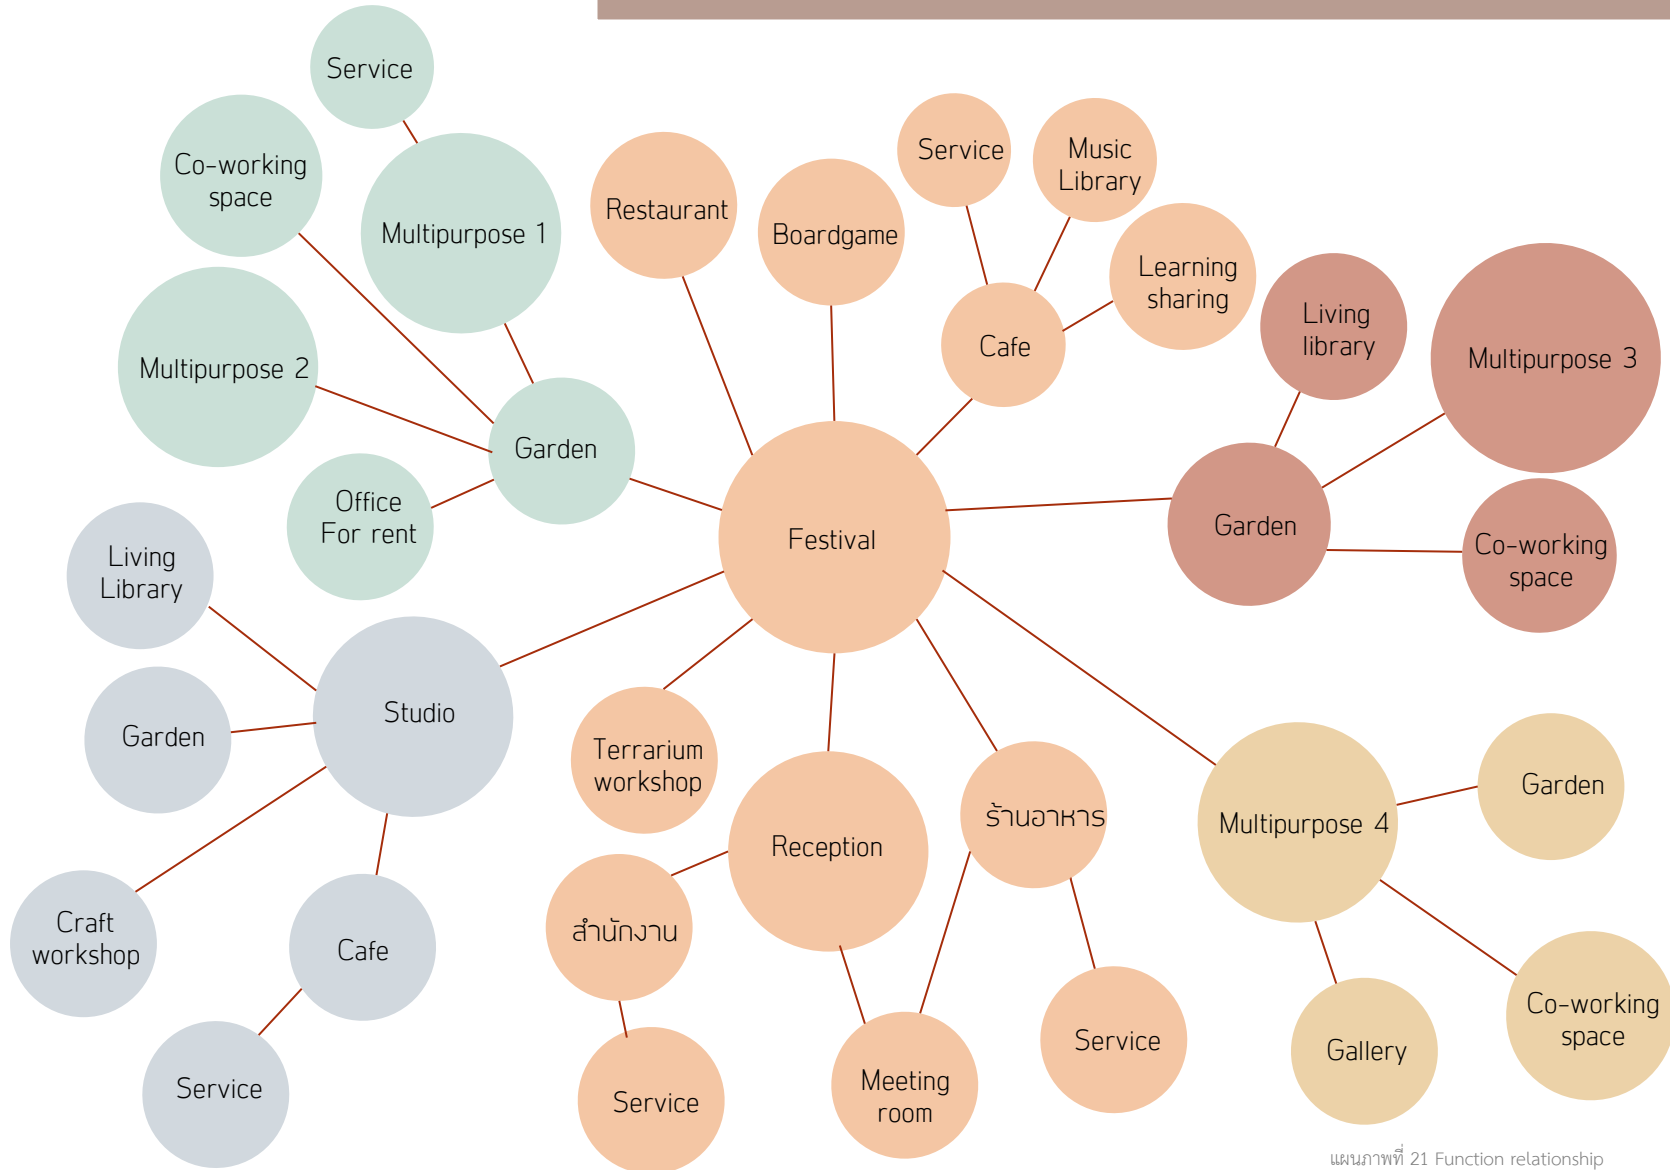 Service
Co-working
space
Multipurpose 1
Multipurpose 2
Garden
Office
For rent
Restaurant
Boardgame
Service
Music
Library
Learning
sharing
Cafe
Living
library
Multipurpose 3
Garden
Co-working
space
Festival
Living
Library
Garden
Studio
Craft
workshop
Cafe
Service
Terrarium
workshop
Reception
ร้านอาหาร
สำนักงาน
Service
Meeting
room
Service
Multipurpose 4
Garden
Co-working
space
Gallery
แผนภาพที่ 21 Function relationship